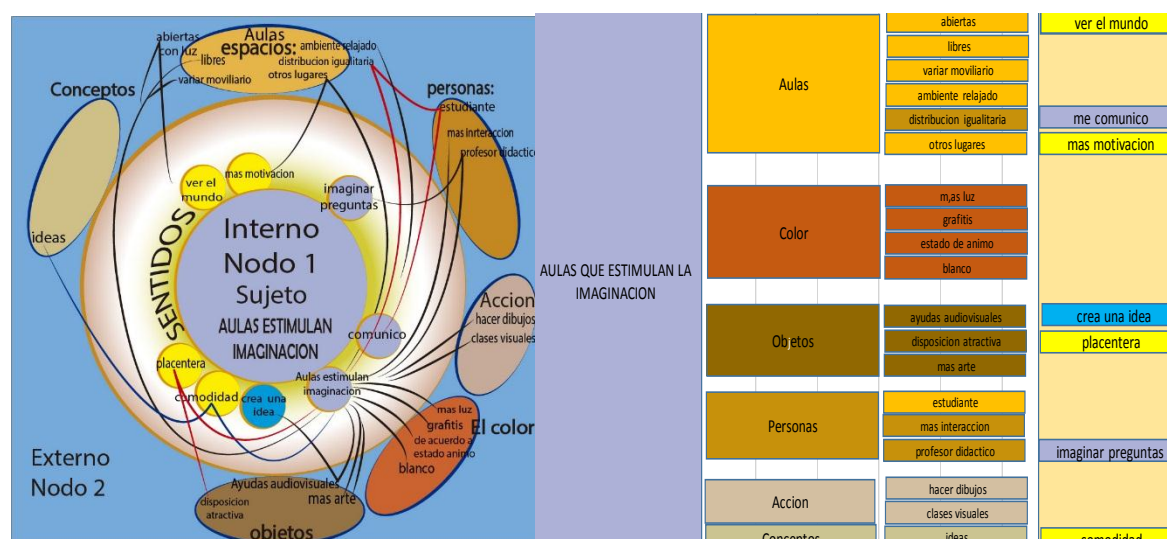 Aulas
espacios:
abiertas
con luz
libres
variar moviliario
ambiente relajado
distribucion igualitaria
otros lugares
Conceptos
ideas
personas:
estudiante
mas interaccion
profesor didactico
ver el
mundo
mas motivacion
imaginar
preguntas
SENTIDOS
Interno
Nodo 1
Sujeto
AULAS ESTIMULAN
IMAGINACION
comunico
Accion
hacer dibujos
clases visuales
placentera
comodidad
crea una
idea
Aulas estimulan
imaginacion
mas luz
grafitis
El color
de acuerdo a
estado animo
blanco
Externo
Nodo 2
Ayudas audiovisuales
mas arte
disposicion
atractiva
objetos
AULAS QUE ESTIMULAN LA
IMAGINACION
Aulas
abiertas
ver el mundo
libres
variar moviliario
ambiente relajado
distribucion igualitaria
me comunico
otros lugares
mas motivacion
Color
m,as luz
grafitis
estado de animo
blanco
Objetos
ayudas audiovisuales
crea una idea
disposicion atractiva
placentera
mas arte
Personas
estudiante
mas interaccion
profesor didactico
imaginar preguntas
Accion
hacer dibujos
clases visuales
Conceptos
ideas
comodidad